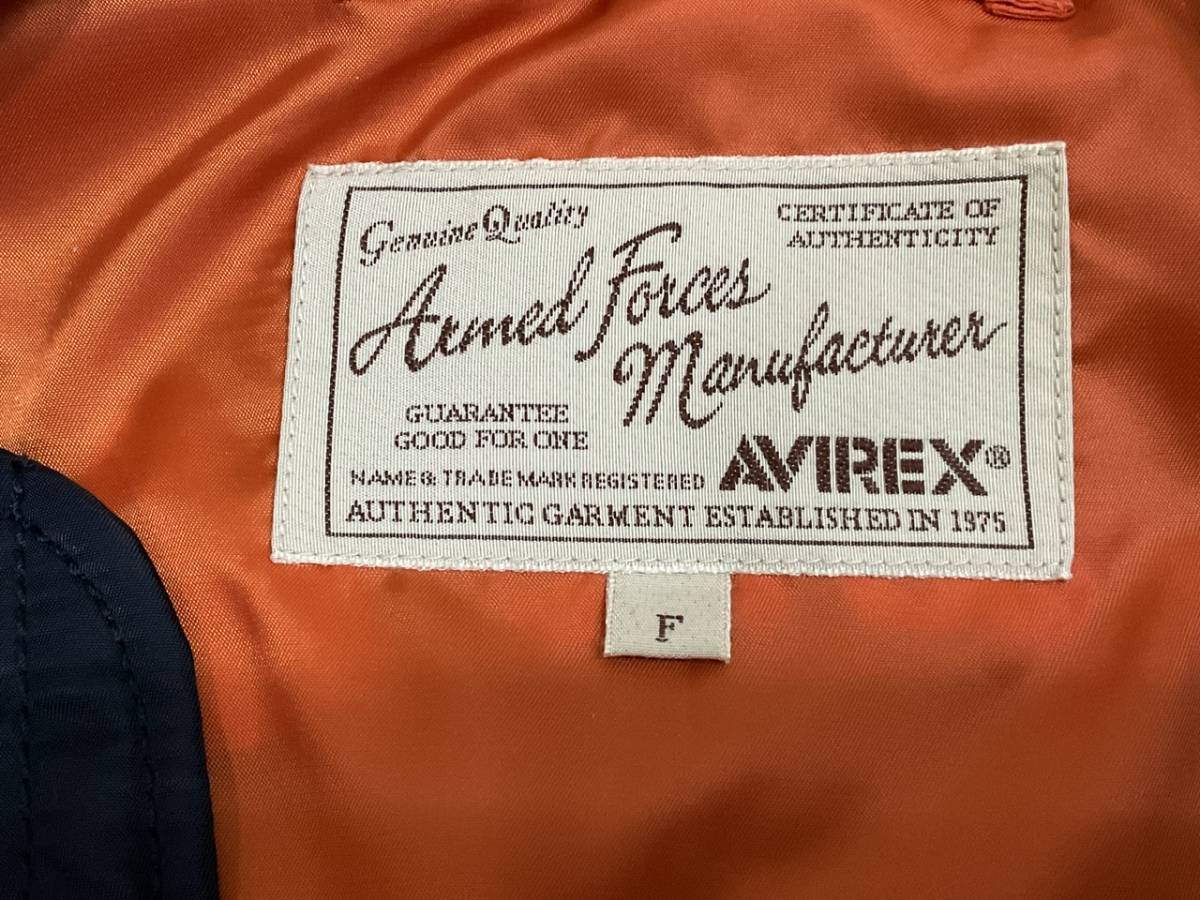 Genuine Quality
CERTIFICATE OF
AUTHENTICITY
Armed Forces
Manufacturer
GUARANTEE
GOOD FOR ONE
NAME & TRADE MARK REGISTERED
AVIREX®
AUTHENTIC GARMENT ESTABLISHED IN 1975
F